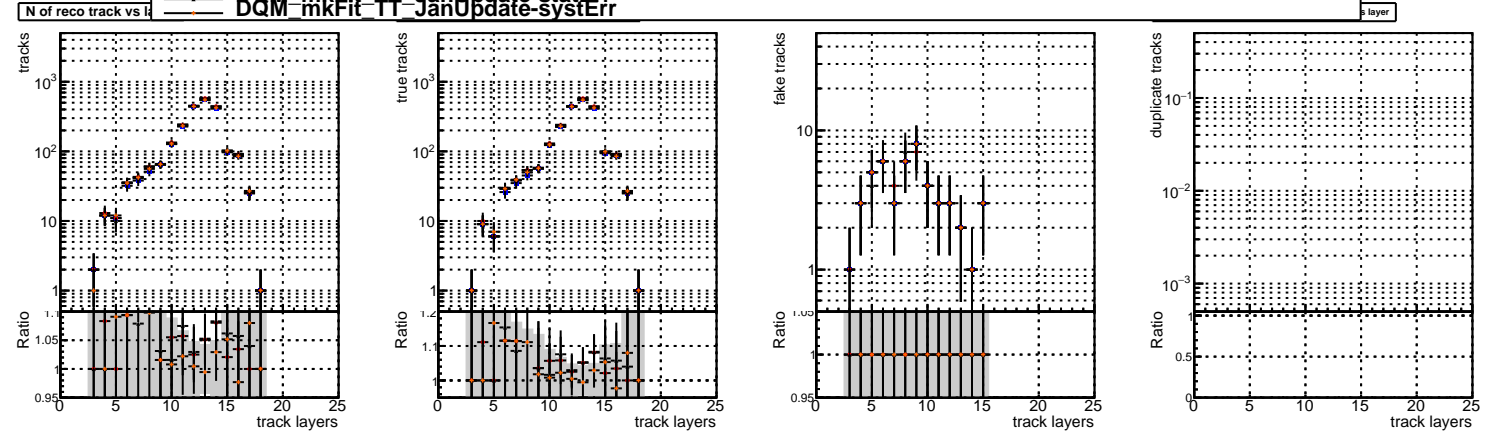 DQM_mkFit_TT_JanUpdate-systErr
N of reco track vs la
s layer
tracks
10³
10²
10
1
Ratio
1.1
1.05
1
0.95
0 5 10 15 20 25
track layers
true tracks
10³
10²
10
1
Ratio
1.2
1.1
1
0 5 10 15 20 25
track layers
fake tracks
10
1
Ratio
1.05
1
0.95
0 5 10 15 20 25
track layers
duplicate tracks
10⁻¹
10⁻²
10⁻³
Ratio
1
0.5
0
0 5 10 15 20 25
track layers